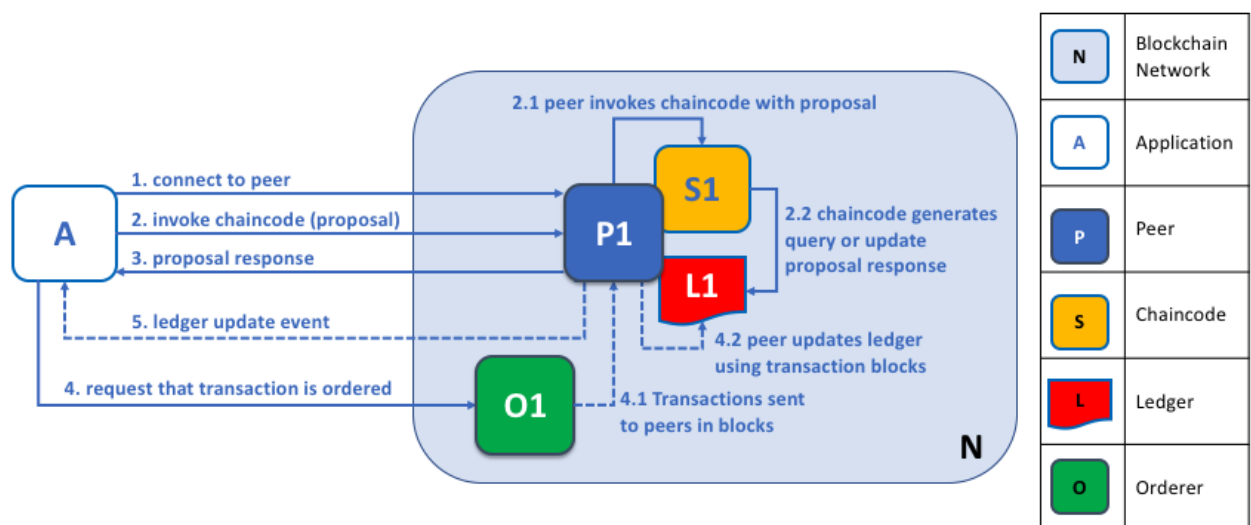 2.1 peer invokes chaincode with proposal
1. connect to peer
2. invoke chaincode (proposal)
3. proposal response
A
P1
S1
L1
2.2 chaincode generates
query or update
proposal response
5. ledger update event
4. request that transaction is ordered
O1
4.1 Transactions sent
to peers in blocks
4.2 peer updates ledger
using transaction blocks
N
N
Blockchain
Network
A
Application
P
Peer
S
Chaincode
L
Ledger
O
Orderer